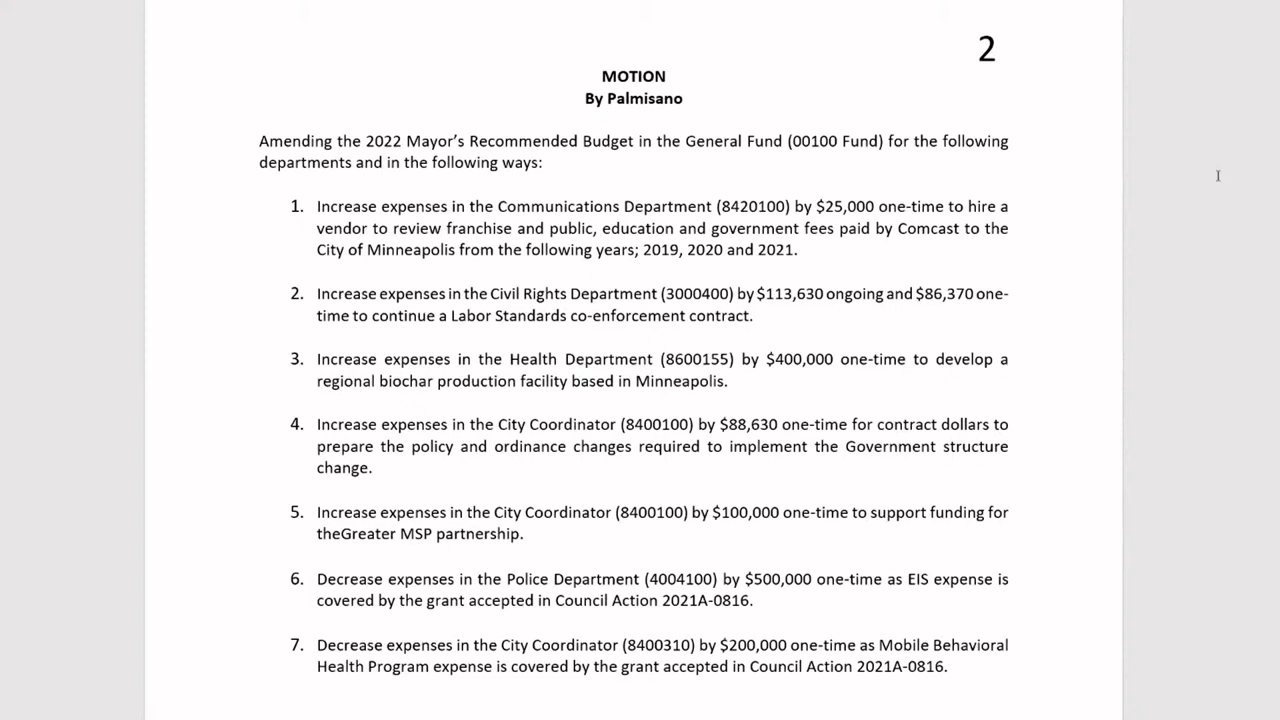 2
MOTION
By Palmisano
Amending the 2022 Mayor’s Recommended Budget in the General Fund (00100 Fund) for the following
departments and in the following ways:
1. Increase expenses in the Communications Department (8420100) by $25,000 one-time to hire a
vendor to review franchise and public, education and government fees paid by Comcast to the
City of Minneapolis from the following years; 2019, 2020 and 2021.
2. Increase expenses in the Civil Rights Department (3000400) by $113,630 ongoing and $86,370 one-
time to continue a Labor Standards co-enforcement contract.
3. Increase expenses in the Health Department (8600155) by $400,000 one-time to develop a
regional biochar production facility based in Minneapolis.
4. Increase expenses in the City Coordinator (8400100) by $88,630 one-time for contract dollars to
prepare the policy and ordinance changes required to implement the Government structure
change.
5. Increase expenses in the City Coordinator (8400100) by $100,000 one-time to support funding for
theGreater MSP partnership.
6. Decrease expenses in the Police Department (4004100) by $500,000 one-time as EIS expense is
covered by the grant accepted in Council Action 2021A-0816.
7. Decrease expenses in the City Coordinator (8400310) by $200,000 one-time as Mobile Behavioral
Health Program expense is covered by the grant accepted in Council Action 2021A-0816.